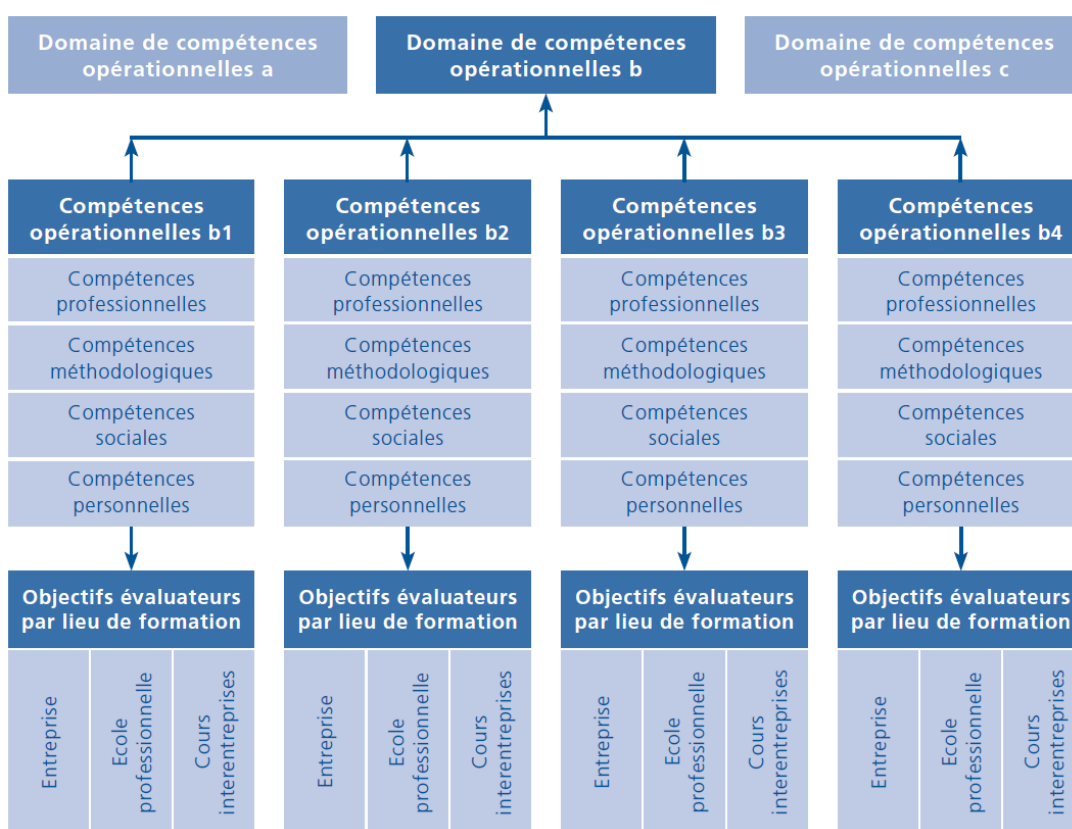 Domaine de compétences
opérationnelles a
Domaine de compétences
opérationnelles b
Domaine de compétences
opérationnelles c
Compétences
opérationnelles b1
Compétences
opérationnelles b2
Compétences
opérationnelles b3
Compétences
opérationnelles b4
Compétences
professionnelles
Compétences
professionnelles
Compétences
professionnelles
Compétences
professionnelles
Compétences
méthodologiques
Compétences
méthodologiques
Compétences
méthodologiques
Compétences
méthodologiques
Compétences
sociales
Compétences
sociales
Compétences
sociales
Compétences
sociales
Compétences
personnelles
Compétences
personnelles
Compétences
personnelles
Compétences
personnelles
Objectifs évaluateurs
par lieu de formation
Objectifs évaluateurs
par lieu de formation
Objectifs évaluateurs
par lieu de formation
Objectifs évaluateurs
par lieu de formation
Entreprise
Ecole
professionnelle
Cours
interentreprises
Entreprise
Ecole
professionnelle
Cours
interentreprises
Entreprise
Ecole
professionnelle
Cours
interentreprises
Entreprise
Ecole
professionnelle
Cours
interentreprises